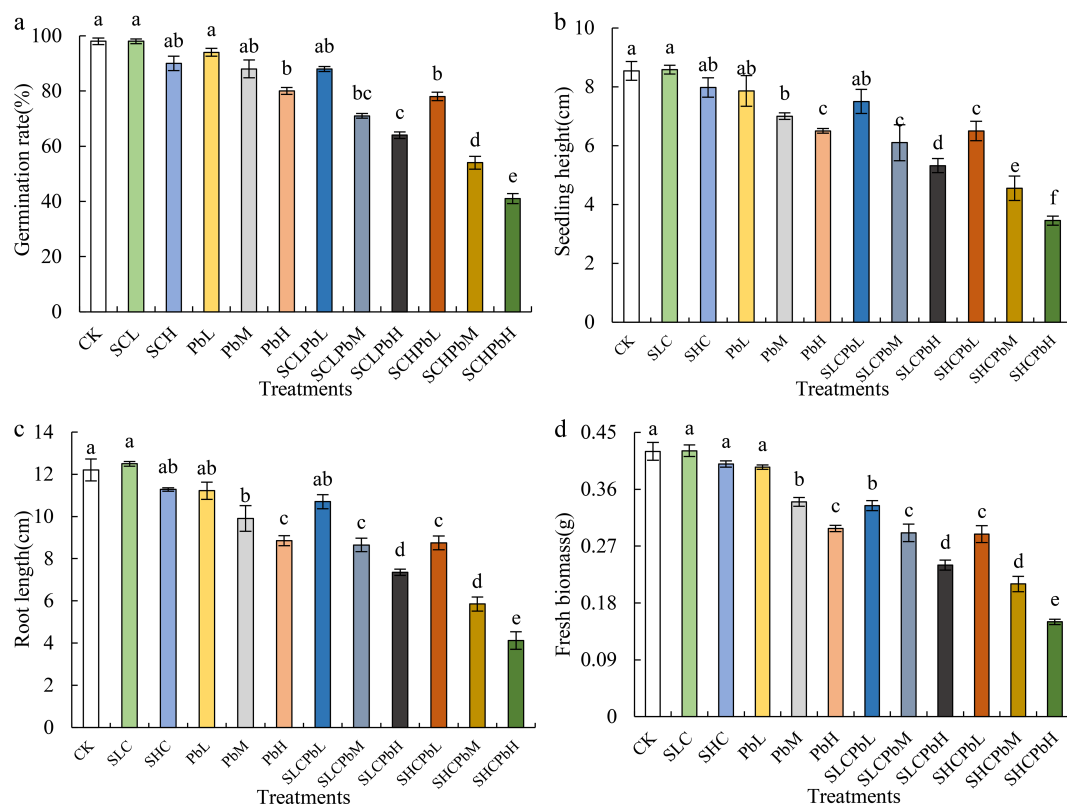 a
Germination rate(%)
100
80
60
40
20
0
a a ab a ab b ab bc c b d e
CK SCL SCH PbL PbM PbH SCLPbL SCLPbM SCLPbH SCHPbL SCHPbM SCHPbH
Treatments
b
Seedling height(cm)
10
8
6
4
2
0
a a ab ab b c ab c d c e f
CK SLC SHC PbL PbM PbH SLCPbL SLCPbM SLCPbH SHCPbL SHCPbM SHCPbH
Treatments
c
Root length(cm)
14
12
10
8
6
4
2
0
a a ab ab b c ab c d c d e
CK SLC SHC PbL PbM PbH SLCPbL SLCPbM SLCPbH SHCPbL SHCPbM SHCPbH
Treatments
d
Fresh biomass(g)
0.45
0.36
0.27
0.18
0.09
0
a a a a b c b c d c d e
CK SLC SHC PbL PbM PbH SLCPbL SLCPbM SLCPbH SHCPbL SHCPbM SHCPbH
Treatments